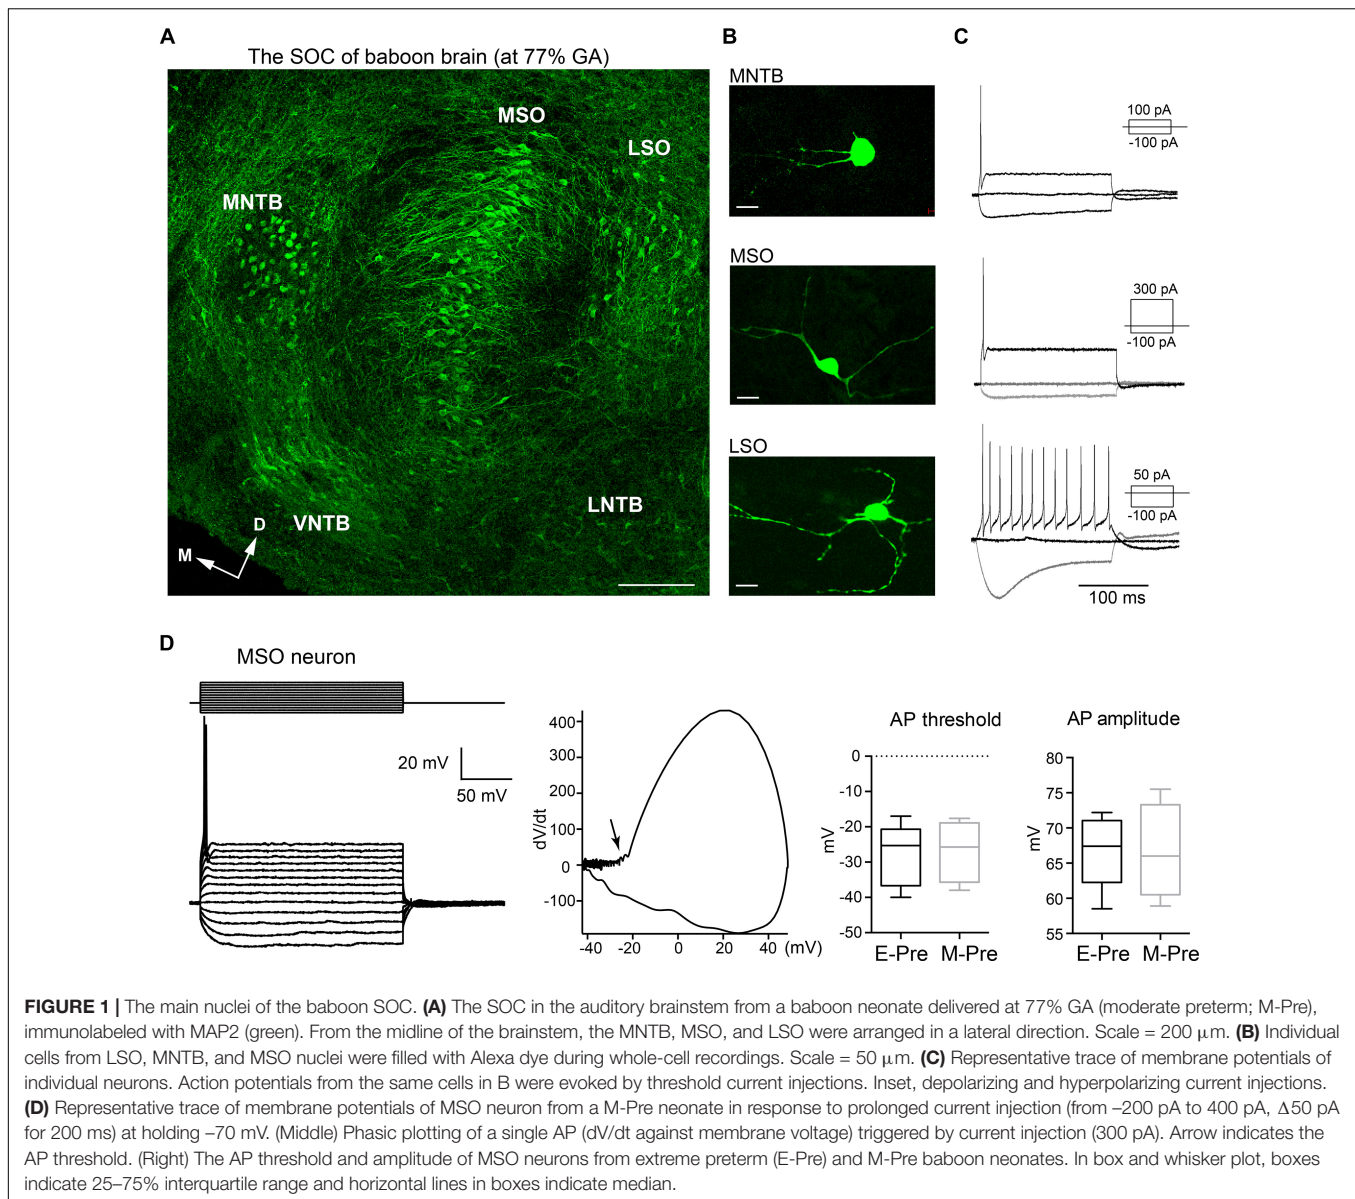 A
The SOC of baboon brain (at 77% GA)
MSO
LSO
MNTB
VNTB
LNTB
D
M
B
MNTB
MSO
LSO
C
100 pA
-100 pA
300 pA
-100 pA
50 pA
-100 pA
100 ms
D
MSO neuron
20 mV
50 mV
dV/dt
400
300
200
100
0
-100
-40
-20
0
20
40
(mV)
AP threshold
mV
0
-10
-20
-30
-40
-50
E-Pre
M-Pre
AP amplitude
mV
80
75
70
65
60
55
E-Pre
M-Pre
FIGURE 1 | The main nuclei of the baboon SOC. (A) The SOC in the auditory brainstem from a baboon neonate delivered at 77% GA (moderate preterm; M-Pre),
immunolabeled with MAP2 (green). From the midline of the brainstem, the MNTB, MSO, and LSO were arranged in a lateral direction. Scale = 200 μm. (B) Individual
cells from LSO, MNTB, and MSO nuclei were filled with Alexa dye during whole-cell recordings. Scale = 50 μm. (C) Representative trace of membrane potentials of
individual neurons. Action potentials from the same cells in B were evoked by threshold current injections. Inset, depolarizing and hyperpolarizing current injections.
(D) Representative trace of membrane potentials of MSO neuron from a M-Pre neonate in response to prolonged current injection (from –200 pA to 400 pA, Δ50 pA
for 200 ms) at holding –70 mV. (Middle) Phasic plotting of a single AP (dV/dt against membrane voltage) triggered by current injection (300 pA). Arrow indicates the
AP threshold. (Right) The AP threshold and amplitude of MSO neurons from extreme preterm (E-Pre) and M-Pre baboon neonates. In box and whisker plot, boxes
indicate 25–75% interquartile range and horizontal lines in boxes indicate median.